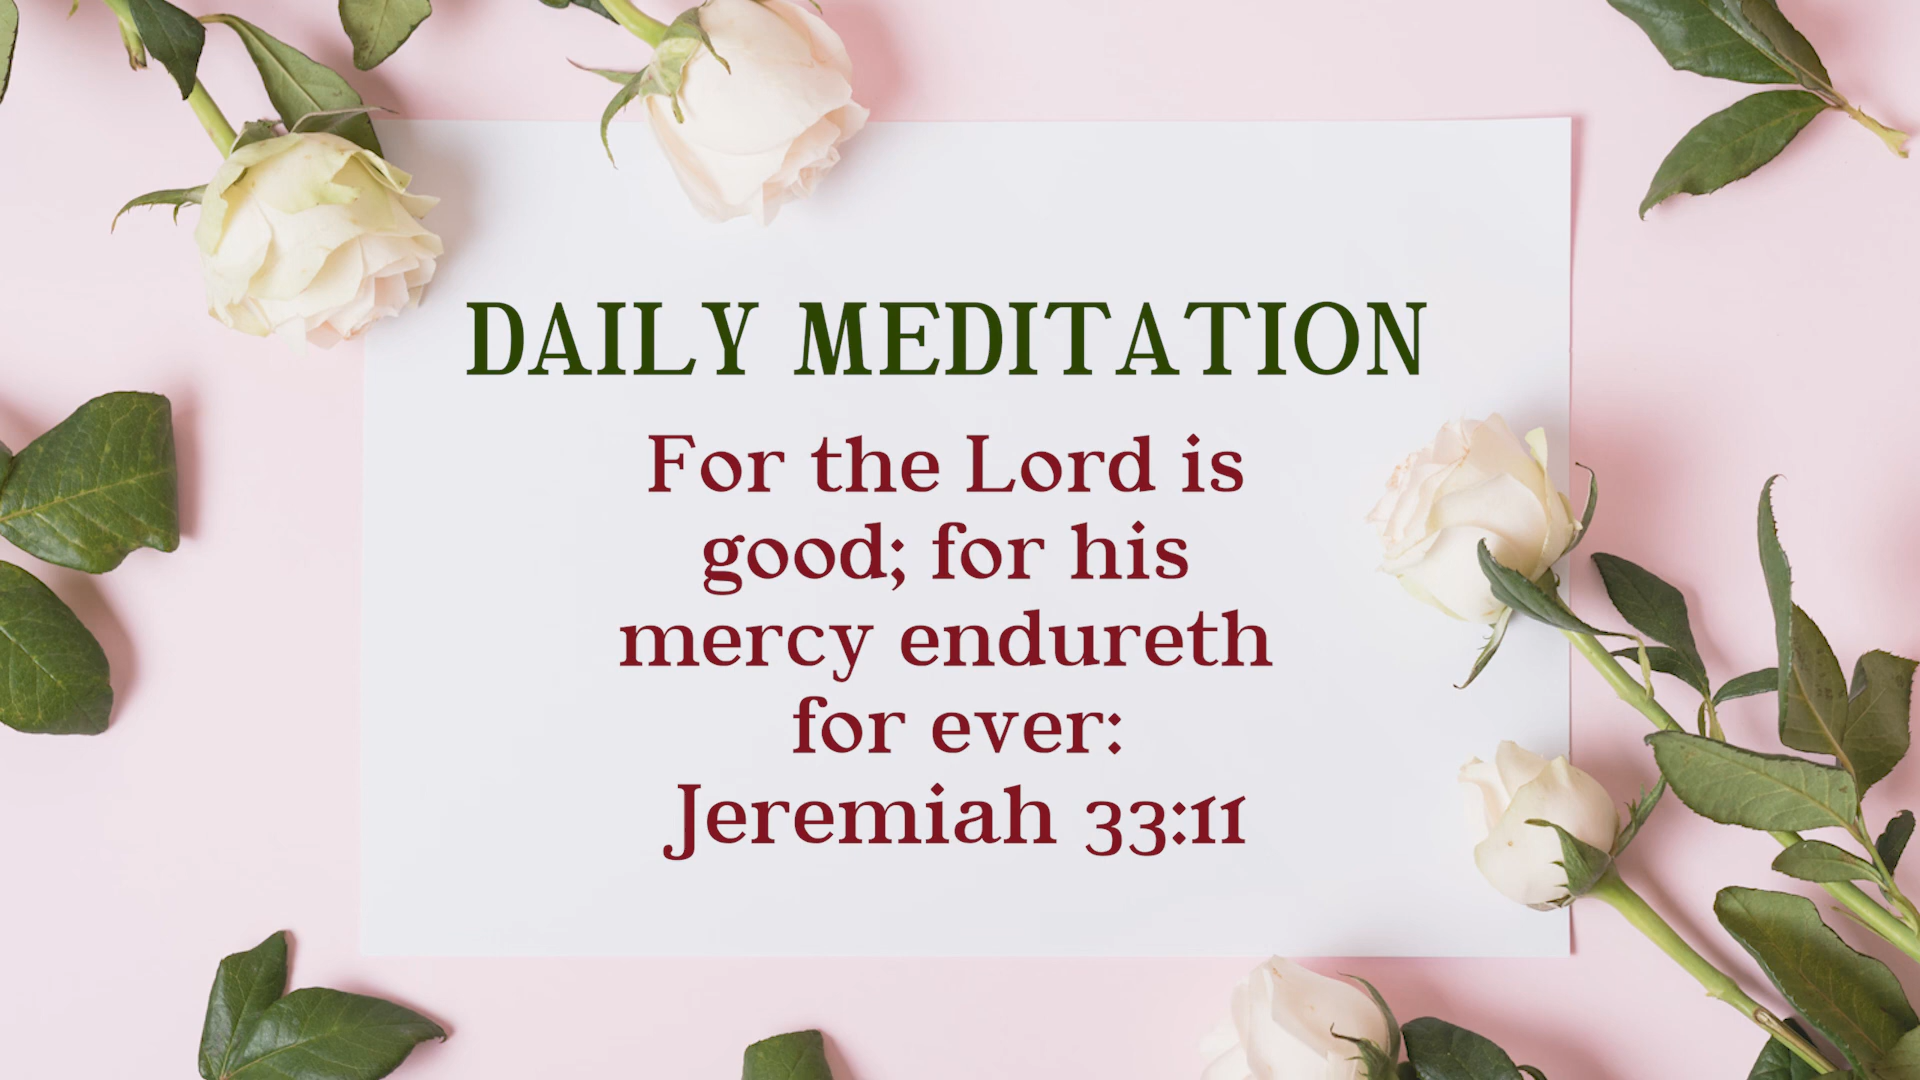 DAILY MEDITATION
For the Lord is
good; for his
mercy endureth
for ever:
Jeremiah 33:11